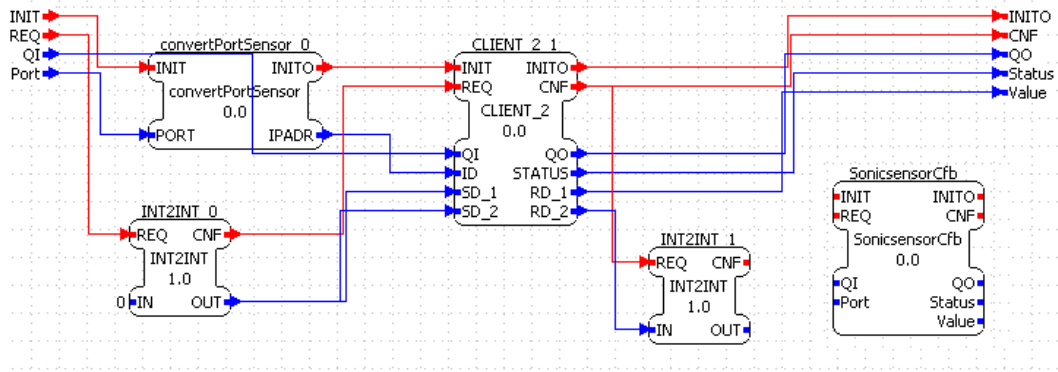 INIT
REQ
QI
Port
convertPortSensor_0
INIT INITO
convertPortSensor
0.0
PORT IPADR
INT2INT_0
REQ CNF
INT2INT
1.0
0 IN OUT
CLIENT_2_1
INIT INITO
REQ CNF
CLIENT_2
0.0
QI QO
ID STATUS
SD_1 RD_1
SD_2 RD_2
INT2INT_1
REQ CNF
INT2INT
1.0
IN OUT
INITO
CNF
QO
Status
Value
SonicsensorCfb
INIT INITO
REQ CNF
SonicsensorCfb
0.0
QI QO
Port Status
Value